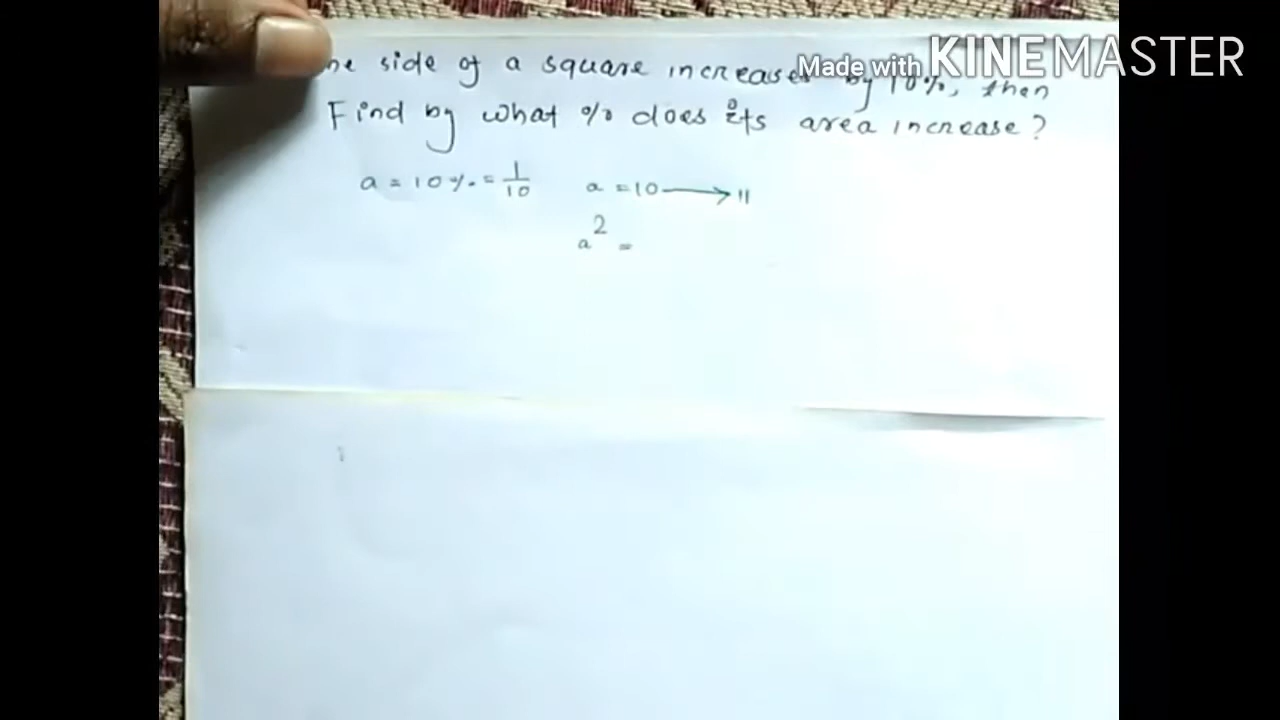 side of a square increases by 10%, then
Find by what % does its area increase?
a = 10% = 1/10 a = 10 → 11
a² =
Made with KINEMASTER